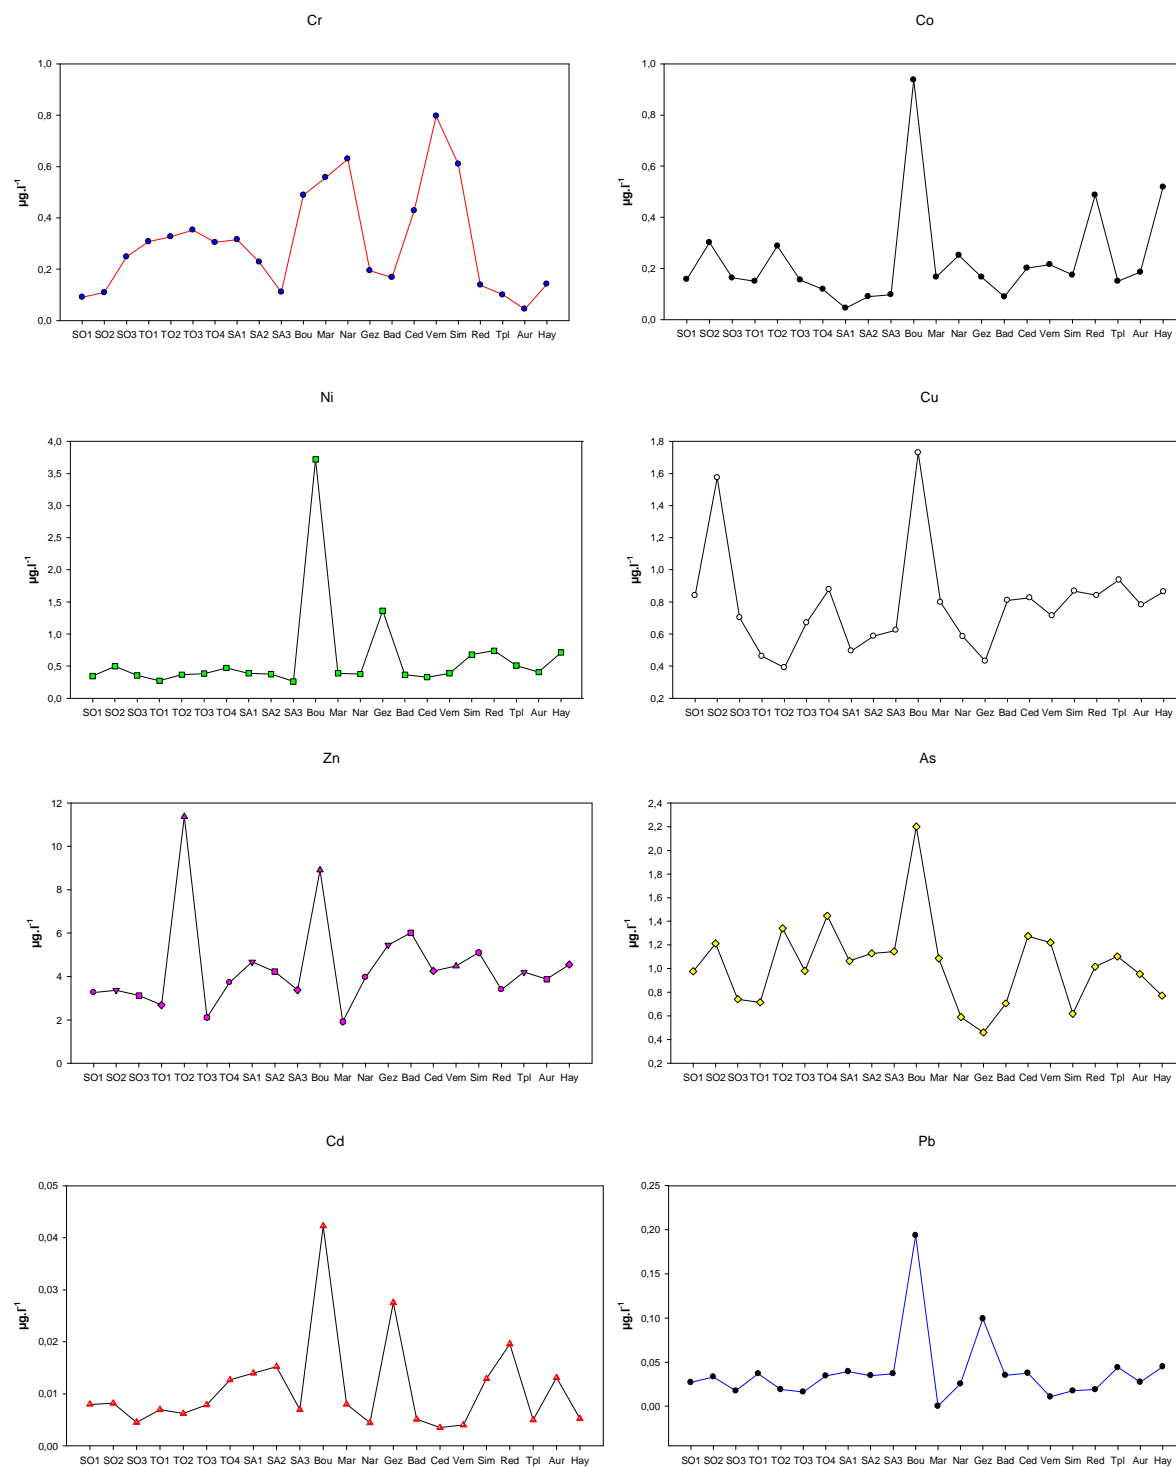 Cr
µg.l-1
1,0
0,8
0,6
0,4
0,2
0,0
SO1 SO2 SO3 TO1 TO2 TO3 TO4 SA1 SA2 SA3 Bou Mar Nar Gez Bad Ced Vem Sim Red Tpl Aur Hay
Co
µg.l-1
1,0
0,8
0,6
0,4
0,2
0,0
SO1 SO2 SO3 TO1 TO2 TO3 TO4 SA1 SA2 SA3 Bou Mar Nar Gez Bad Ced Vem Sim Red Tpl Aur Hay
Ni
µg.l-1
4,0
3,5
3,0
2,5
2,0
1,5
1,0
0,5
0,0
SO1 SO2 SO3 TO1 TO2 TO3 TO4 SA1 SA2 SA3 Bou Mar Nar Gez Bad Ced Vem Sim Red Tpl Aur Hay
Cu
µg.l-1
1,8
1,6
1,4
1,2
1,0
0,8
0,6
0,4
0,2
SO1 SO2 SO3 TO1 TO2 TO3 TO4 SA1 SA2 SA3 Bou Mar Nar Gez Bad Ced Vem Sim Red Tpl Aur Hay
Zn
µg.l-1
12
10
8
6
4
2
0
SO1 SO2 SO3 TO1 TO2 TO3 TO4 SA1 SA2 SA3 Bou Mar Nar Gez Bad Ced Vem Sim Red Tpl Aur Hay
As
µg.l-1
2,4
2,2
2,0
1,8
1,6
1,4
1,2
1,0
0,8
0,6
0,4
0,2
SO1 SO2 SO3 TO1 TO2 TO3 TO4 SA1 SA2 SA3 Bou Mar Nar Gez Bad Ced Vem Sim Red Tpl Aur Hay
Cd
µg.l-1
0,05
0,04
0,03
0,02
0,01
0,00
SO1 SO2 SO3 TO1 TO2 TO3 TO4 SA1 SA2 SA3 Bou Mar Nar Gez Bad Ced Vem Sim Red Tpl Aur Hay
Pb
µg.l-1
0,25
0,20
0,15
0,10
0,05
0,00
SO1 SO2 SO3 TO1 TO2 TO3 TO4 SA1 SA2 SA3 Bou Mar Nar Gez Bad Ced Vem Sim Red Tpl Aur Hay